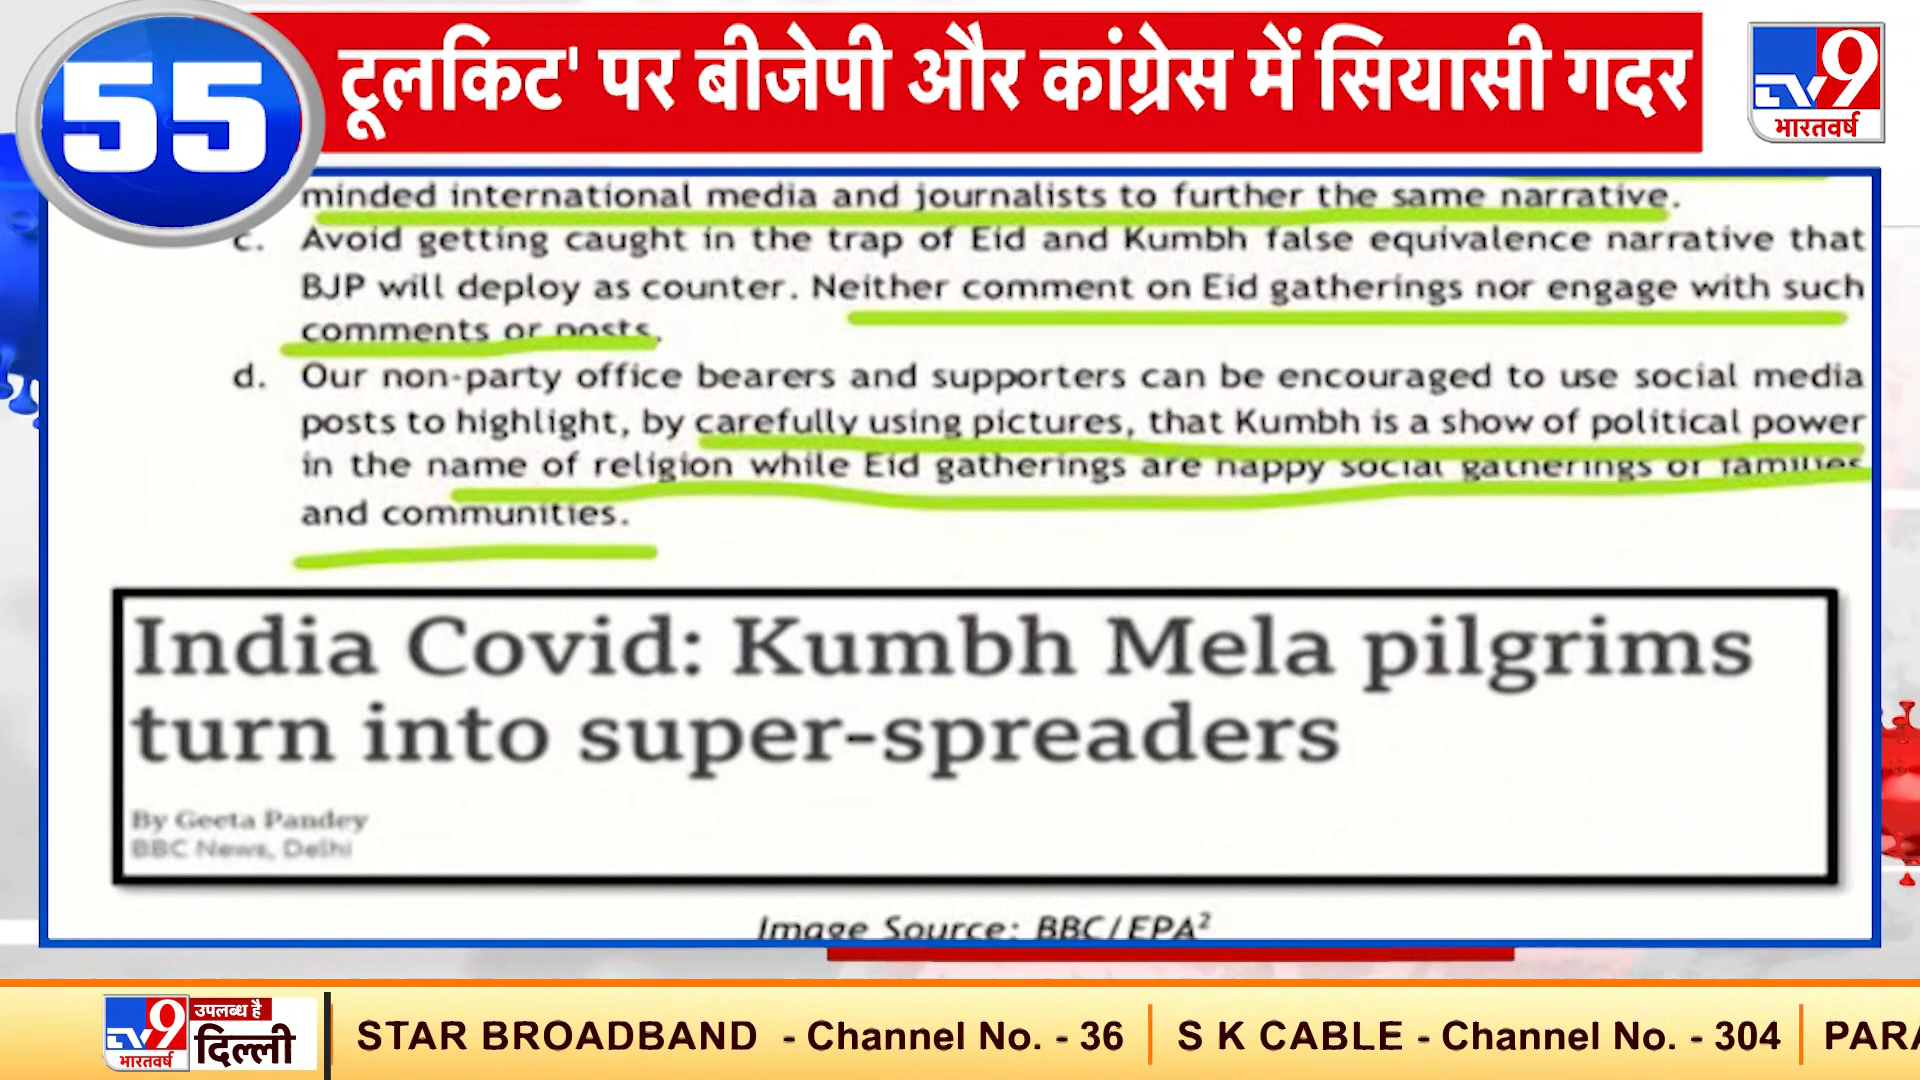 55
टूलकिट' पर बीजेपी और कांग्रेस में सियासी गदर
TV9
भारतवर्ष
minded international media and journalists to further the same narrative.
c. Avoid getting caught in the trap of Eid and Kumbh false equivalence narrative that
BJP will deploy as counter. Neither comment on Eid gatherings nor engage with such
comments or posts.
d. Our non-party office bearers and supporters can be encouraged to use social media
posts to highlight, by carefully using pictures, that Kumbh is a show of political power
in the name of religion while Eid gatherings are happy social gatherings of families
and communities.
India Covid: Kumbh Mela pilgrims
turn into super-spreaders
By Geeta Pandey
BBC News, Delhi
Image Source: BBC/EPA²
TV9
भारतवर्ष
उपलब्ध है
दिल्ली
STAR BROADBAND - Channel No. - 36 | S K CABLE - Channel No. - 304 | PARA